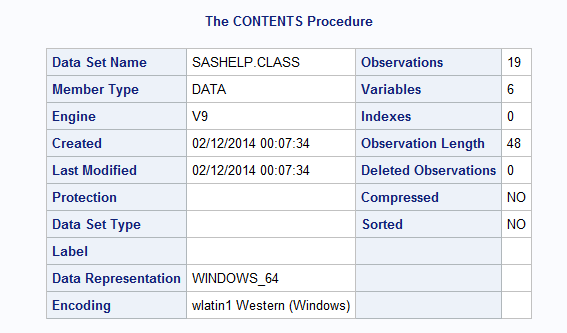 The CONTENTS Procedure
Data Set Name SASHELP.CLASS Observations 19
Member Type DATA Variables 6
Engine V9 Indexes 0
Created 02/12/2014 00:07:34 Observation Length 48
Last Modified 02/12/2014 00:07:34 Deleted Observations 0
Protection Compressed NO
Data Set Type Sorted NO
Label
Data Representation WINDOWS_64
Encoding wlatin1 Western (Windows)